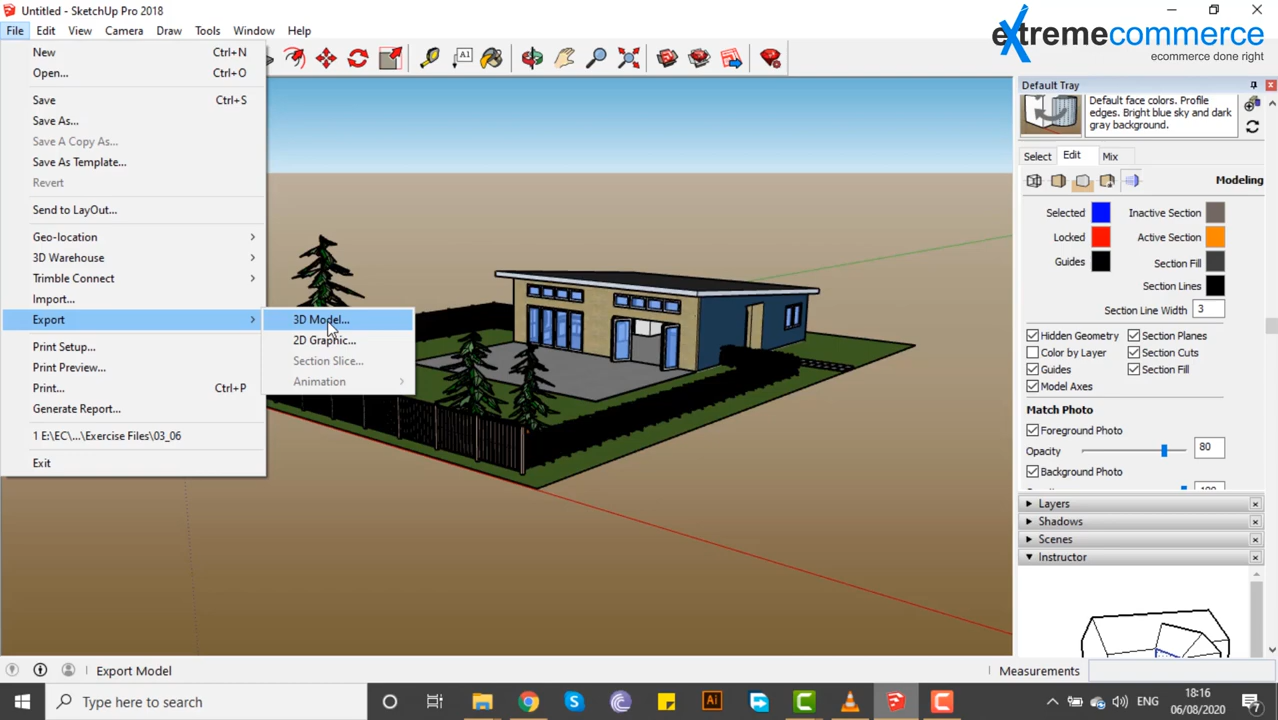 Untitled - SketchUp Pro 2018
extremecommerce
ecommerce done right
File Edit View Camera Draw Tools Window Help
New Ctrl+N
Open... Ctrl+O
Save Ctrl+S
Save As...
Save A Copy As...
Save As Template...
Revert
Send to LayOut...
Geo-location
3D Warehouse
Trimble Connect
Import...
Export
Print Setup...
Print Preview...
Print... Ctrl+P
Generate Report...
1 E:\EC\...\Exercise Files\03_06
Exit
3D Model...
2D Graphic...
Section Slice...
Animation
A1
Default Tray
Default face colors. Profile
edges. Bright blue sky and dark
gray background.
Select Edit Mix
Modeling
Selected Inactive Section
Locked Active Section
Guides Section Fill
Section Lines
Section Line Width 3
Hidden Geometry Section Planes
Color by Layer Section Cuts
Guides Section Fill
Model Axes
Match Photo
Foreground Photo
Opacity 80
Background Photo
Layers
Shadows
Scenes
Instructor
Export Model
Measurements
Type here to search
Ai
ENG
18:16
06/08/2020
7